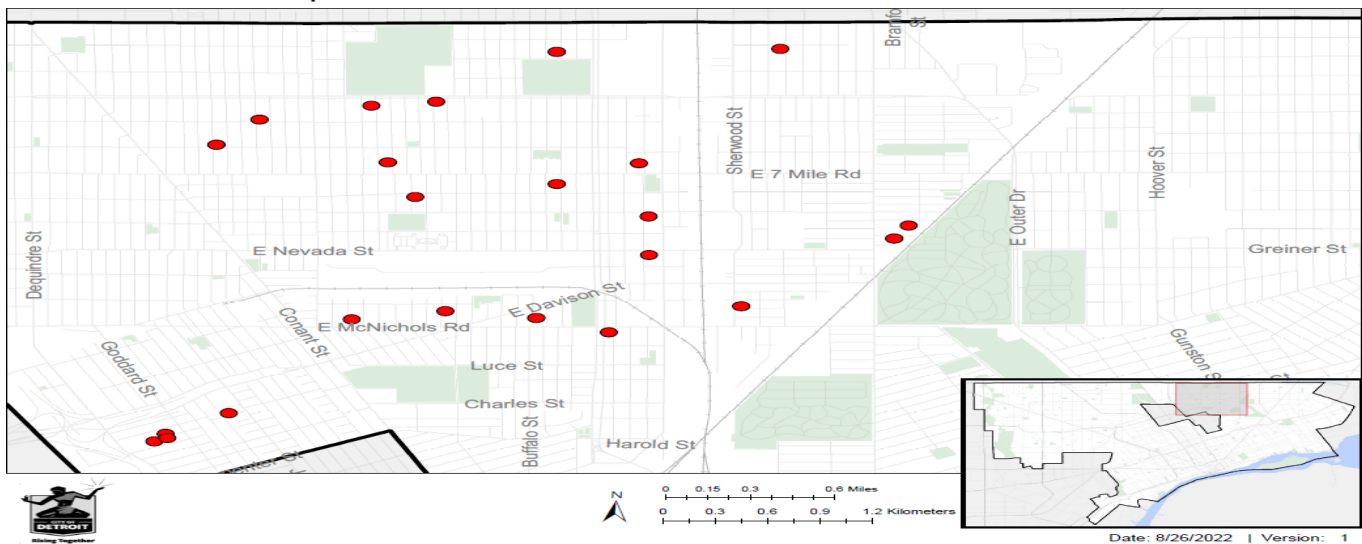 Sherwood St
E 7 Mile Rd
Hoover St
E Outer Dr
Dequindre St
E Nevada St
Greiner St
E Davison St
Conant St
E McNichols Rd
Goddard St
Luce St
Gunston
Charles St
Buffalo St
Harold St
CITY OF
DETROIT
Rising Together
N
0 0.15 0.3 0.6 Miles
0 0.3 0.6 0.9 1.2 Kilometers
Date: 8/26/2022 | Version: 1